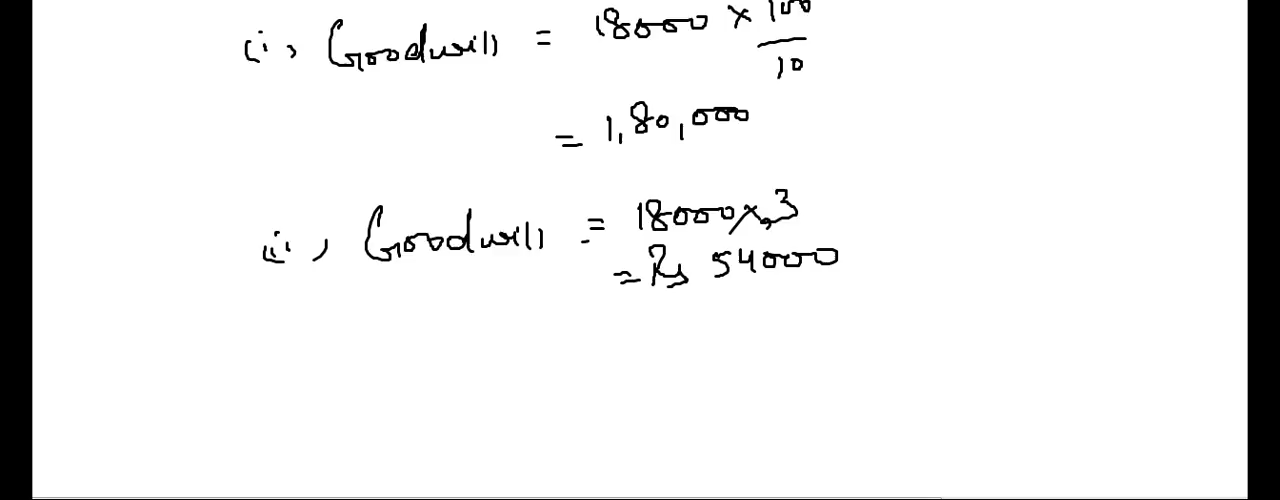 (i) Goodwill = 18000 × 100/10
= 1,80,000
(ii) Goodwill = 18000 × 3
= Rs 54000